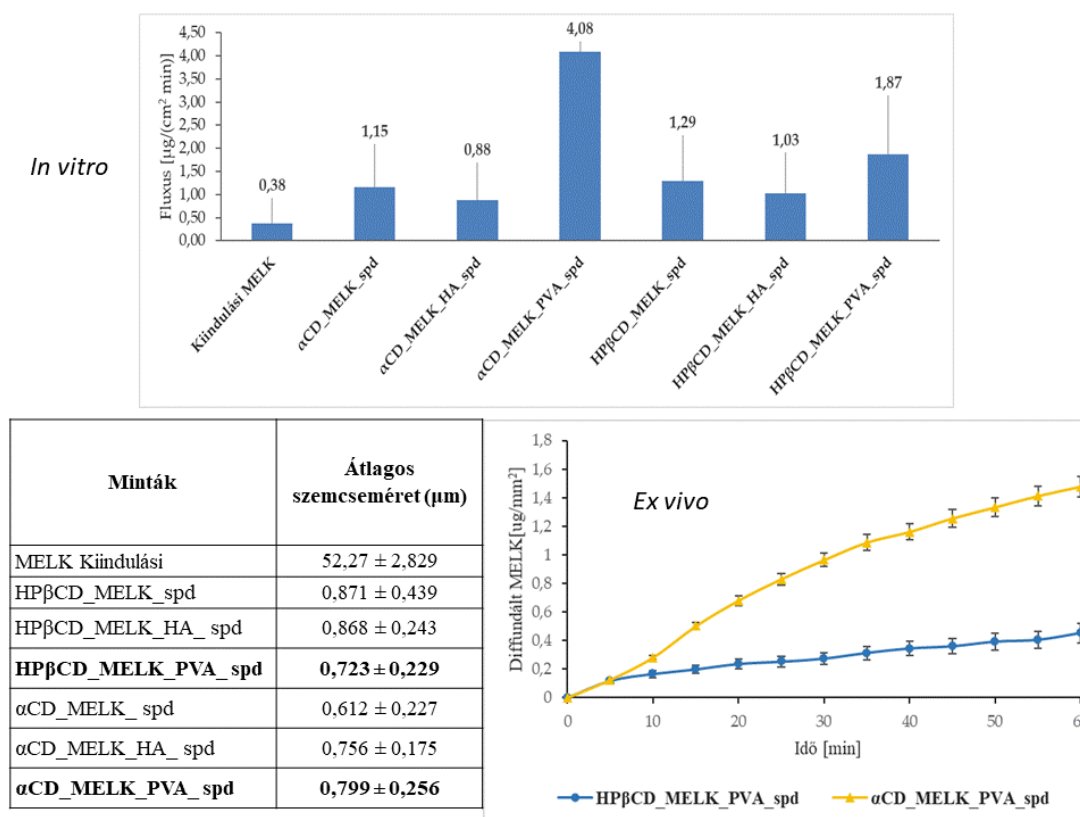 In vitro
Fluxus [µg/(cm² min)]
4,50
4,00
3,50
3,00
2,50
2,00
1,50
1,00
0,50
0,00
0,38
1,15
0,88
4,08
1,29
1,03
1,87
Kiindulási MELK
αCD_MELK_spd
αCD_MELK_HA_spd
αCD_MELK_PVA_spd
HPβCD_MELK_spd
HPβCD_MELK_HA_spd
HPβCD_MELK_PVA_spd
Minták
Átlagos
szemcseméret (µm)
MELK Kiindulási 52,27 ± 2,829
HPβCD_MELK_spd 0,871 ± 0,439
HPβCD_MELK_HA_ spd 0,868 ± 0,243
HPβCD_MELK_PVA_ spd 0,723 ± 0,229
αCD_MELK_ spd 0,612 ± 0,227
αCD_MELK_HA_ spd 0,756 ± 0,175
αCD_MELK_PVA_ spd 0,799 ± 0,256
Ex vivo
Diffundált MELK[ug/mm²]
1,8
1,6
1,4
1,2
1
0,8
0,6
0,4
0,2
0
0 10 20 30 40 50
Idő [min]
HPβCD_MELK_PVA_spd αCD_MELK_PVA_spd